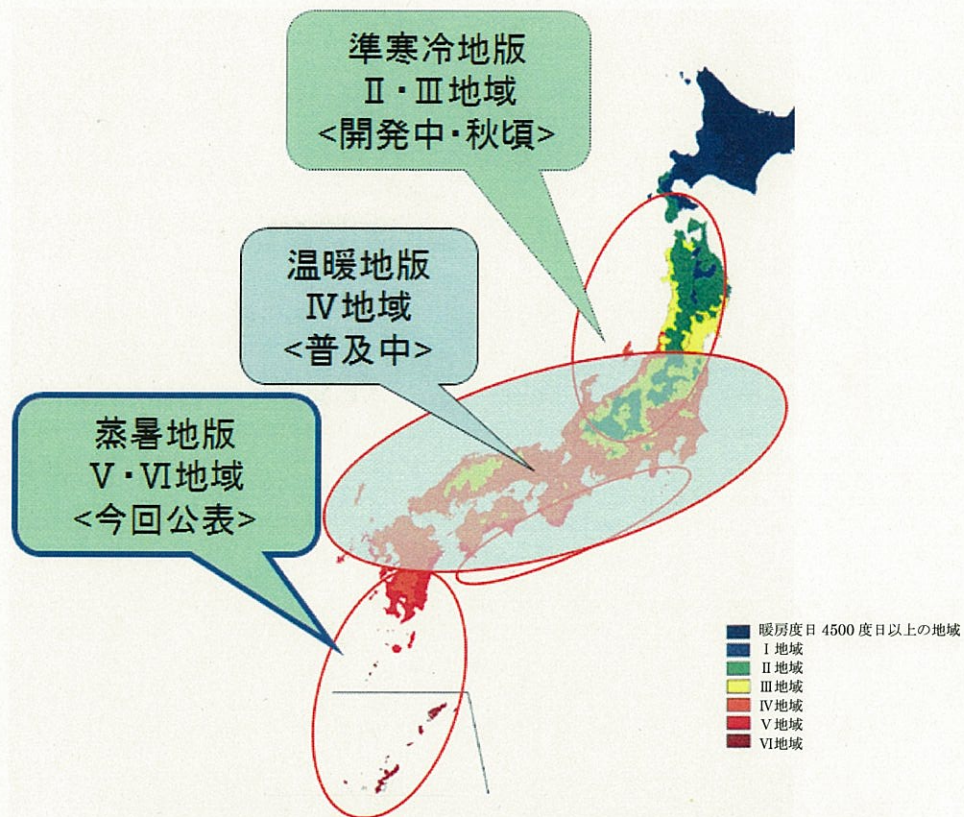 準寒冷地版
Ⅱ・Ⅲ地域
<開発中・秋頃>
温暖地版
Ⅳ地域
<普及中>
蒸暑地版
Ⅴ・Ⅵ地域
<今回公表>
暖房度日 4500 度日以上の地域
Ⅰ地域
Ⅱ地域
Ⅲ地域
Ⅳ地域
Ⅴ地域
Ⅵ地域